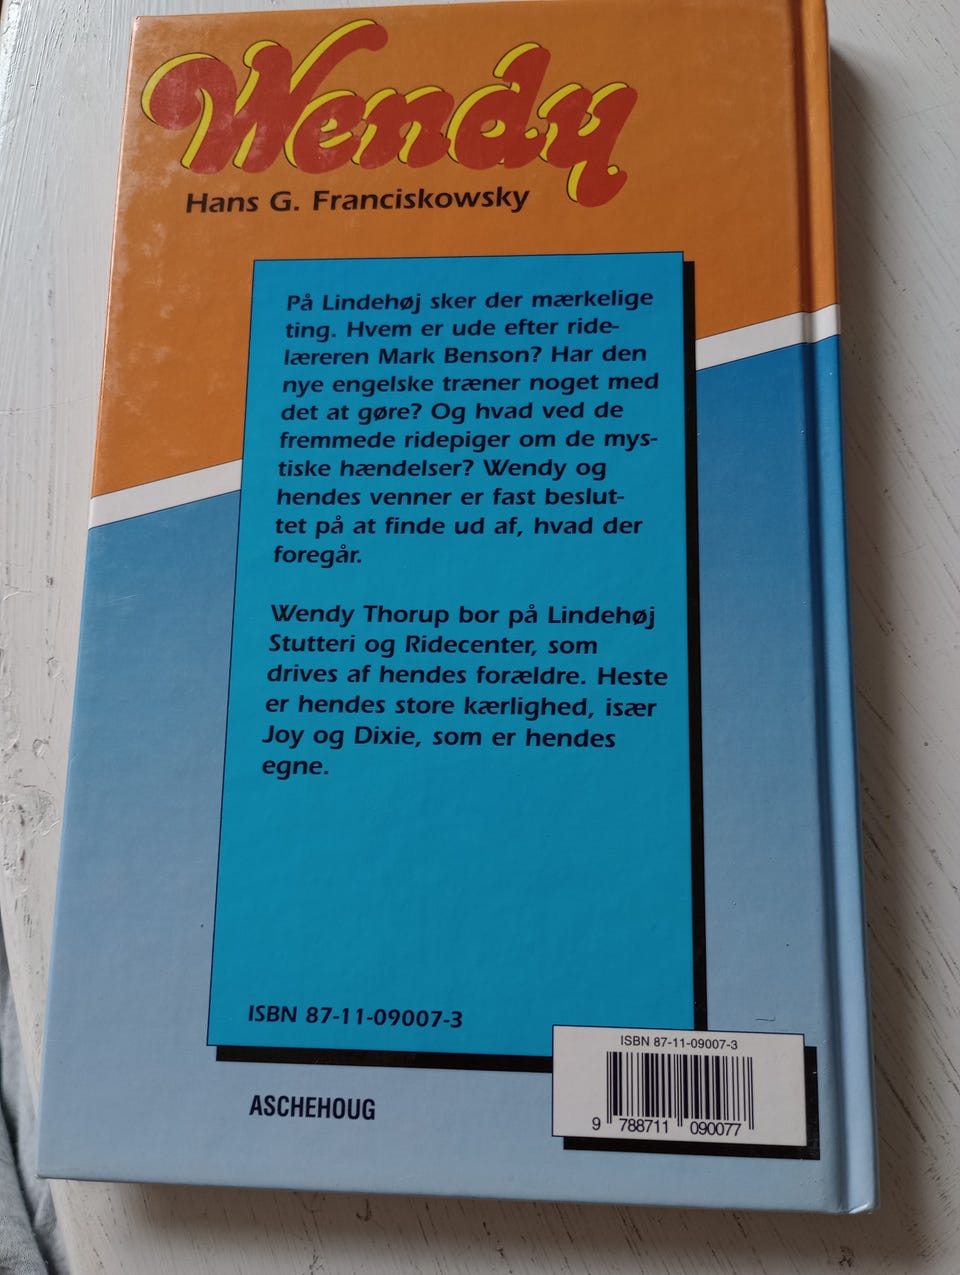 Wendy
Hans G. Franciskowsky
På Lindehøj sker der mærkelige
ting. Hvem er ude efter ride-
læreren Mark Benson? Har den
nye engelske træner noget med
det at gøre? Og hvad ved de
fremmede ridepiger om de mys-
tiske hændelser? Wendy og
hendes venner er fast beslut-
tet på at finde ud af, hvad der
foregår.
Wendy Thorup bor på Lindehøj
Stutteri og Ridecenter, som
drives af hendes forældre. Heste
er hendes store kærlighed, især
Joy og Dixie, som er hendes
egne.
ISBN 87-11-09007-3
ISBN 87-11-09007-3
9 788711 090077
ASCHEHOUG